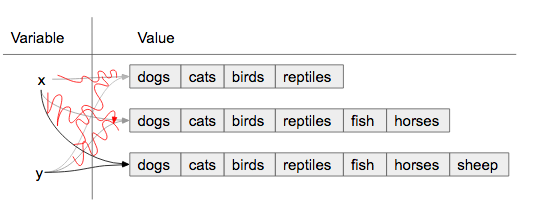 Variable Value
x dogs cats birds reptiles
dogs cats birds reptiles fish horses
y dogs cats birds reptiles fish horses sheep